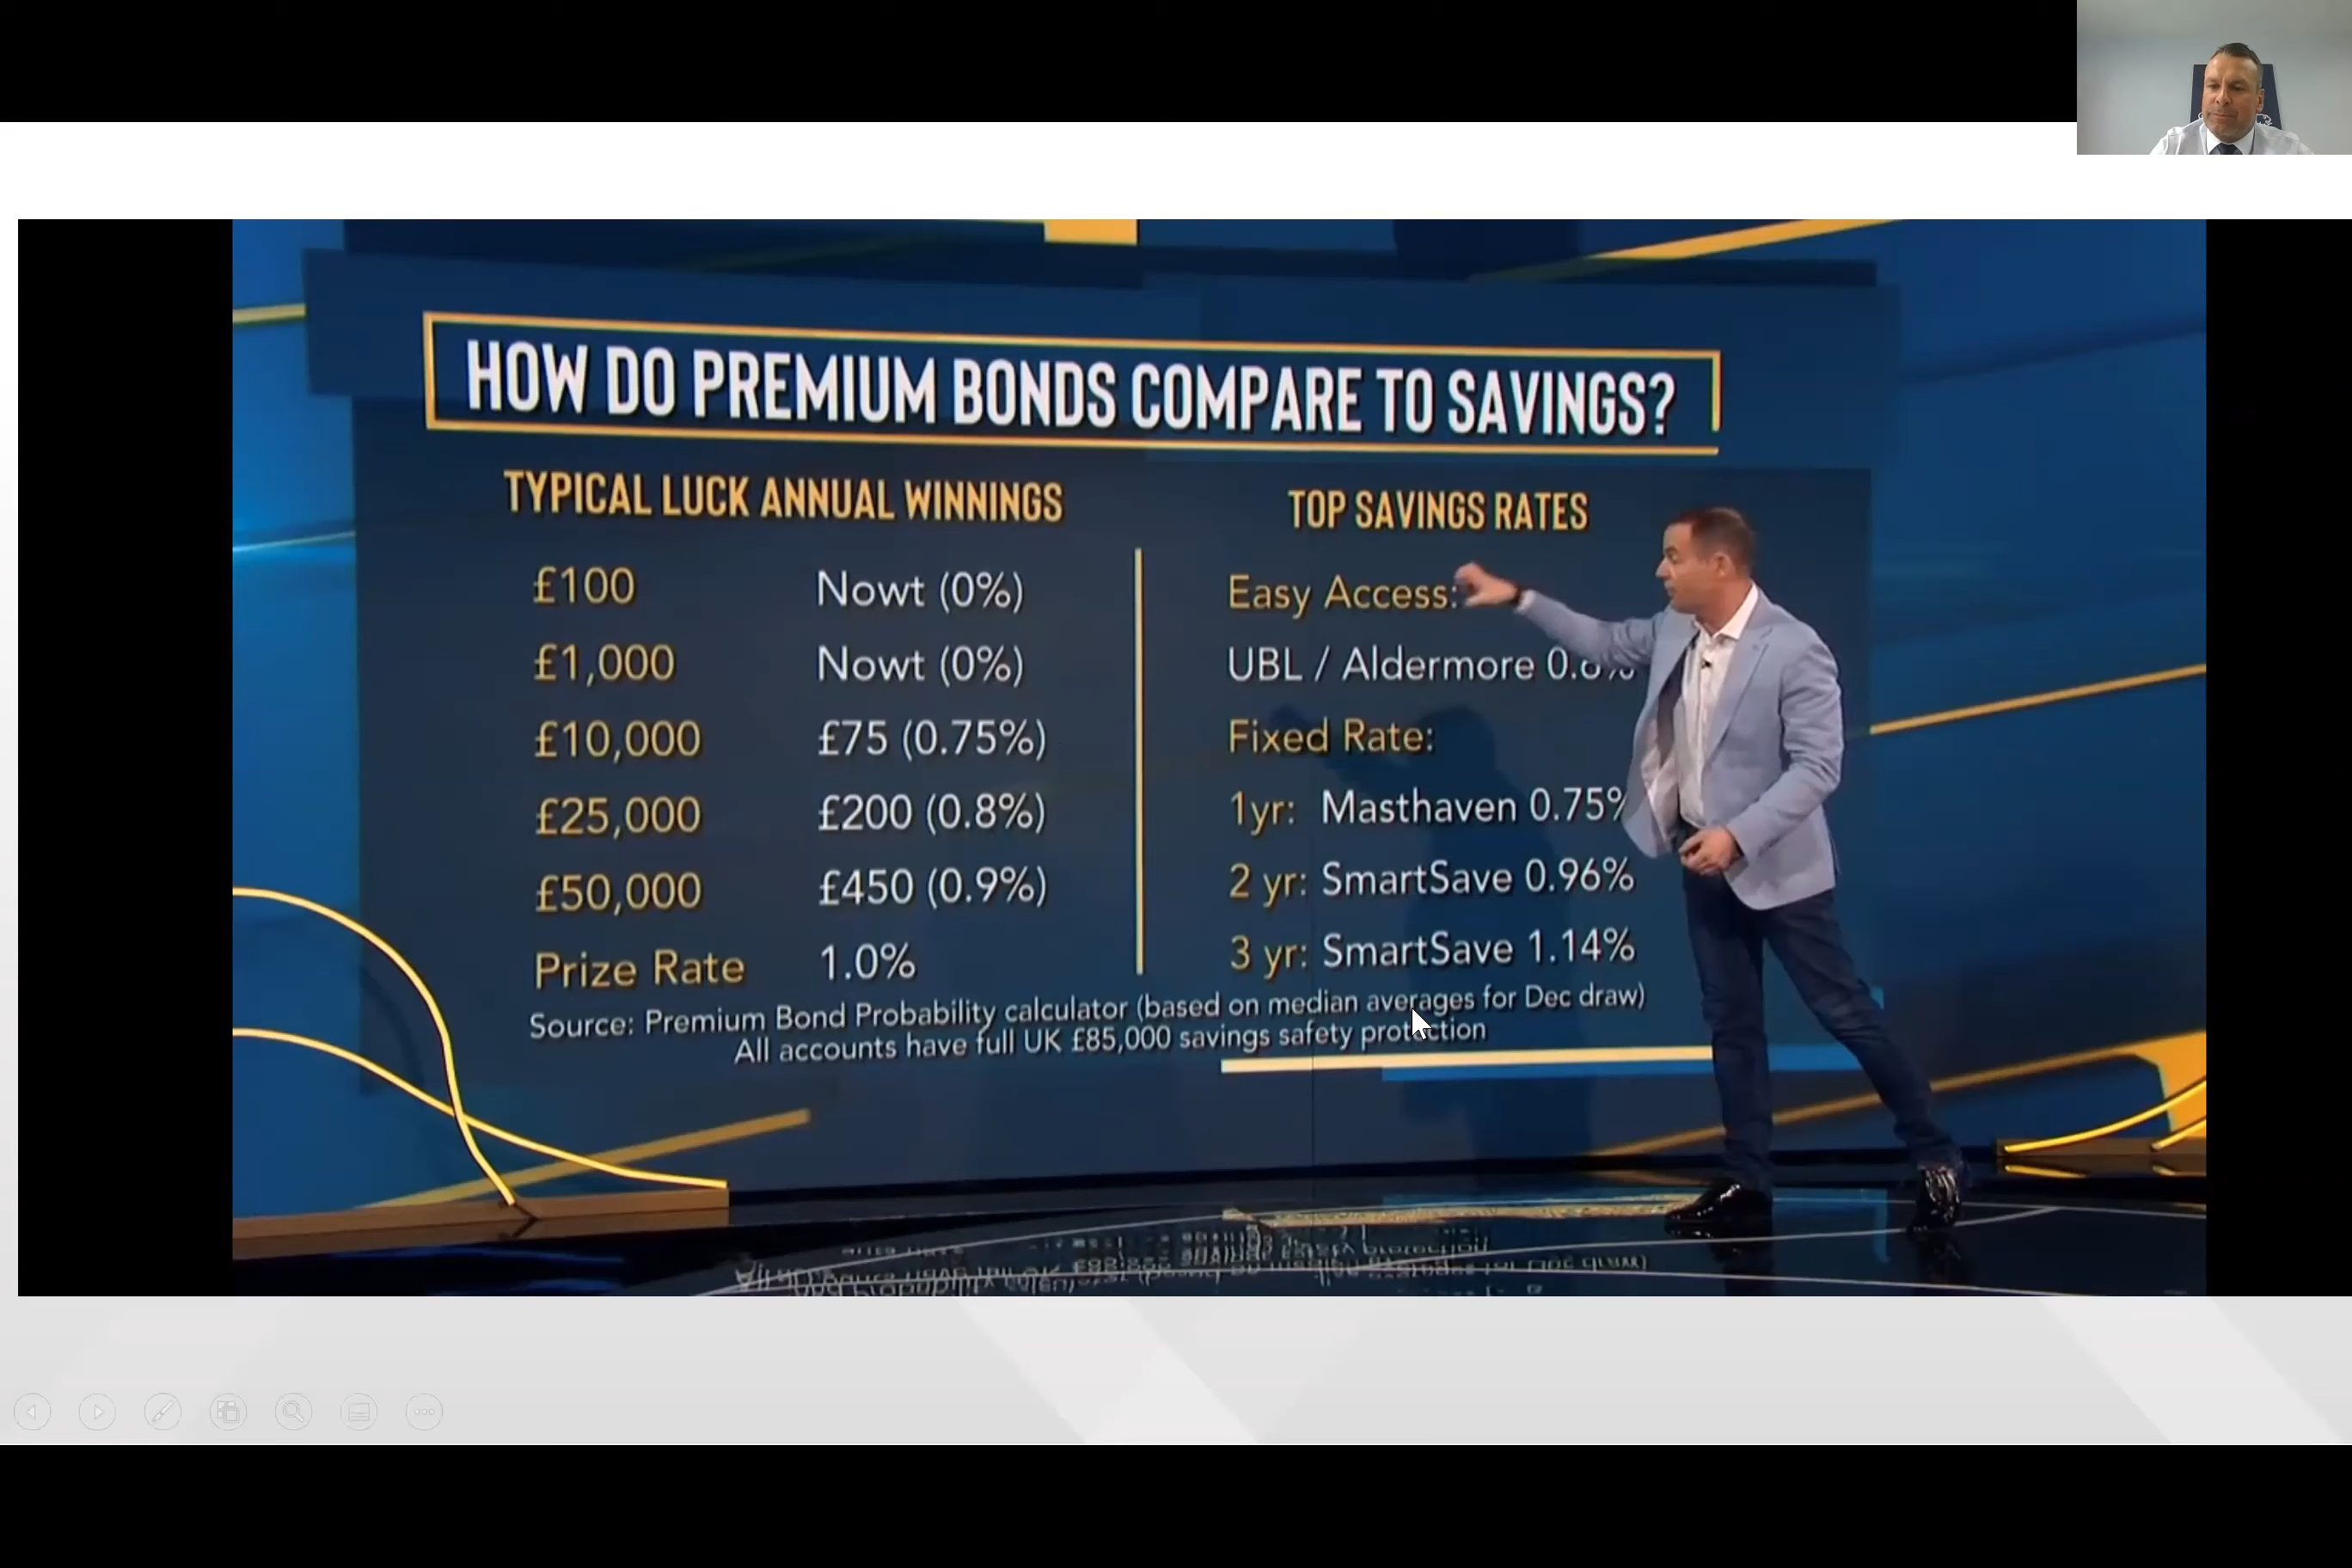 HOW DO PREMIUM BONDS COMPARE TO SAVINGS?
TYPICAL LUCK ANNUAL WINNINGS
£100 Nowt (0%)
£1,000 Nowt (0%)
£10,000 £75 (0.75%)
£25,000 £200 (0.8%)
£50,000 £450 (0.9%)
Prize Rate 1.0%
TOP SAVINGS RATES
Easy Access:
UBL / Aldermore
Fixed Rate:
1yr: Masthaven 0.75%
2 yr: SmartSave 0.96%
3 yr: SmartSave 1.14%
Source: Premium Bond Probability calculator (based on median averages for Dec draw)
All accounts have full UK £85,000 savings safety protection